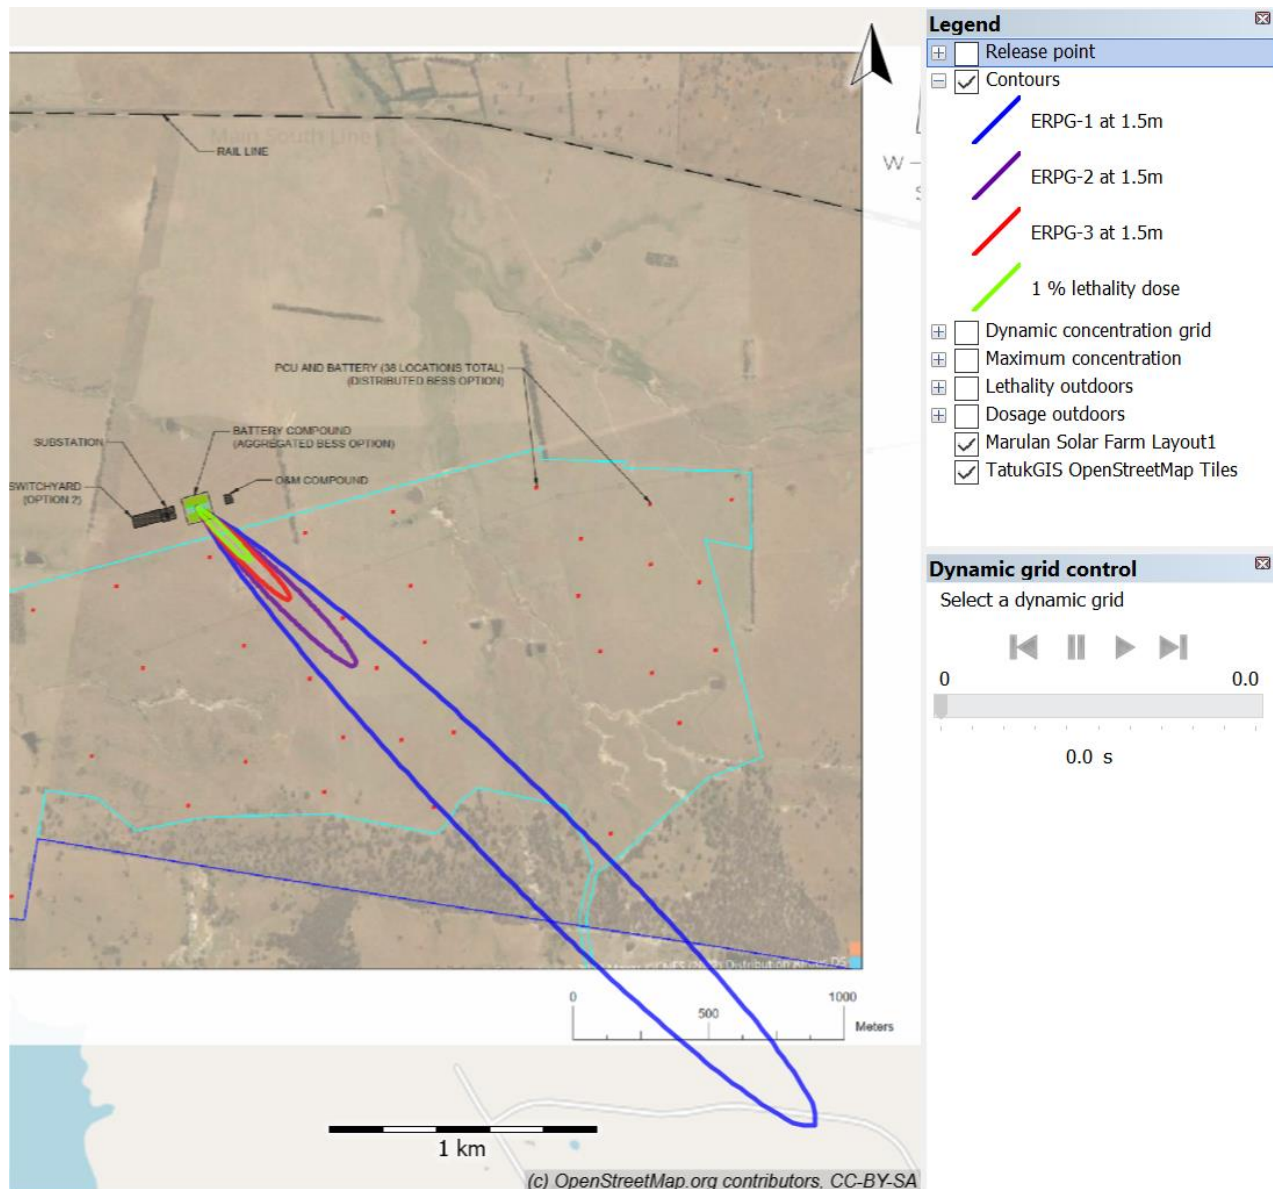 Main South Line
RAIL LINE
PCU AND BATTERY (38 LOCATIONS TOTAL)
(DISTRIBUTED BESS OPTION)
BATTERY COMPOUND
(AGGREGATED BESS OPTION)
SUBSTATION
O&M COMPOUND
SWITCHYARD
(OPTION 2)
W
0
500
1000
Meters
1 km
(c) OpenStreetMap.org contributors, CC-BY-SA
Legend
Release point
Contours
ERPG-1 at 1.5m
ERPG-2 at 1.5m
ERPG-3 at 1.5m
1 % lethality dose
Dynamic concentration grid
Maximum concentration
Lethality outdoors
Dosage outdoors
Marulan Solar Farm Layout1
TatukGIS OpenStreetMap Tiles
Dynamic grid control
Select a dynamic grid
0 0.0
0.0 s